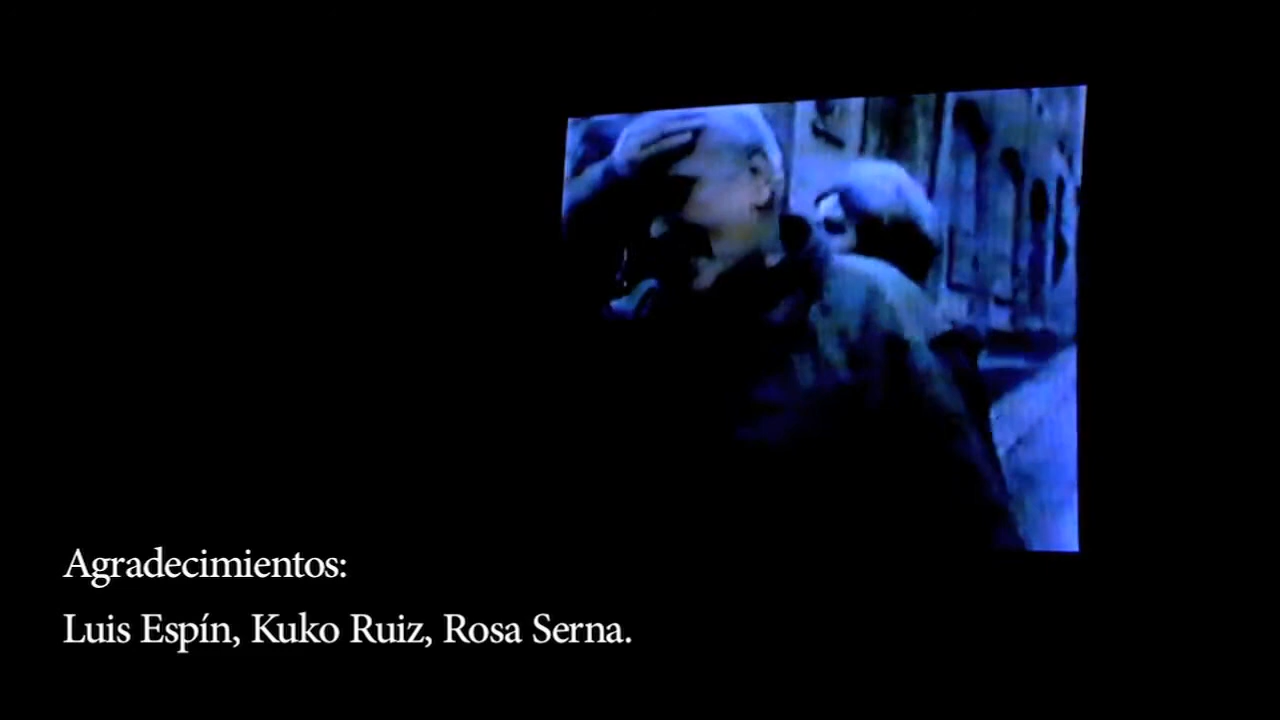 Agradecimientos:
Luis Espín, Kuko Ruiz, Rosa Serna.